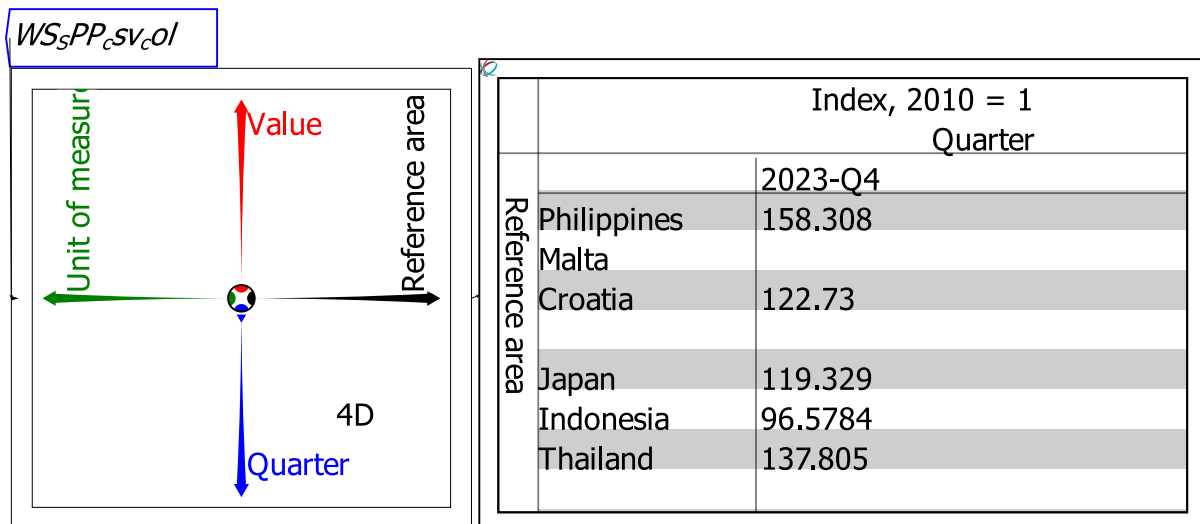 WSsPPcsvcol
Unit of measure
Value
Reference area
4D
Quarter
Index, 2010 = 1
Quarter
Reference area
2023-Q4
Philippines 158.308
Malta
Croatia 122.73
Japan 119.329
Indonesia 96.5784
Thailand 137.805